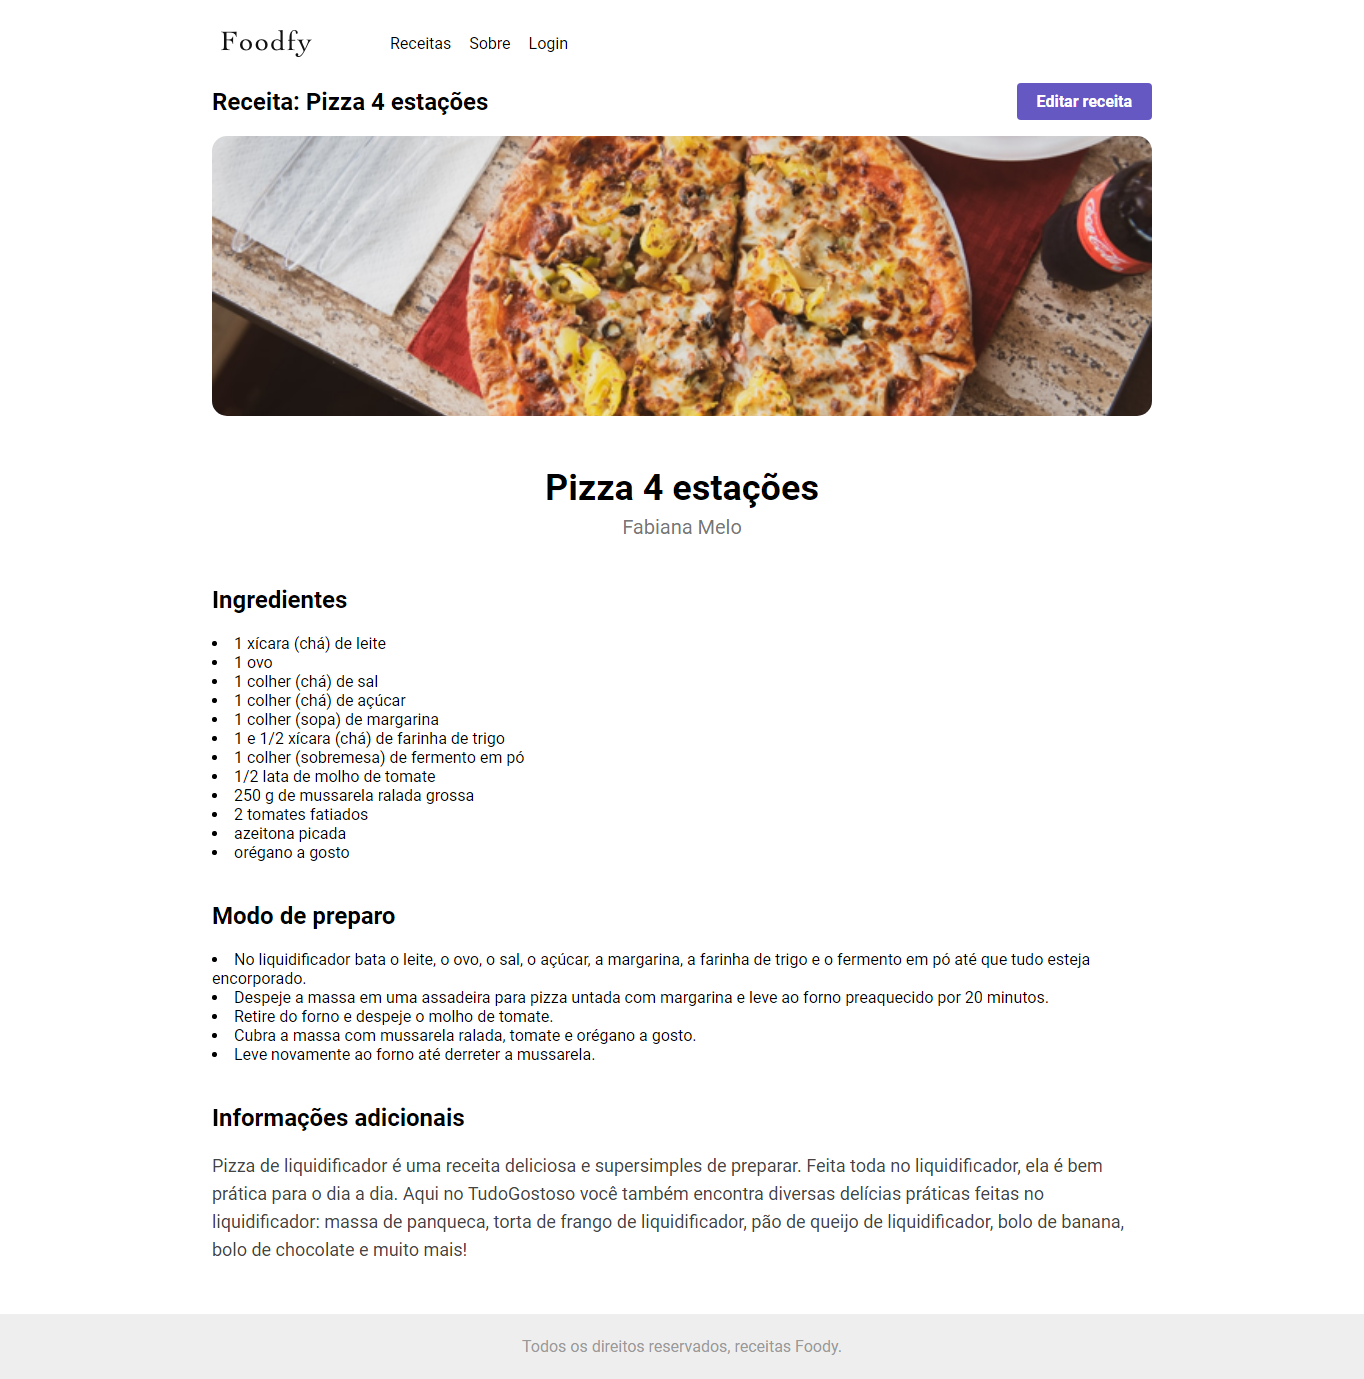 Foodfy
Receitas Sobre Login
Receita: Pizza 4 estações
Editar receita
Coca-Cola
Pizza 4 estações
Fabiana Melo
Ingredientes
• 1 xícara (chá) de leite
• 1 ovo
• 1 colher (chá) de sal
• 1 colher (chá) de açúcar
• 1 colher (sopa) de margarina
• 1 e 1/2 xícara (chá) de farinha de trigo
• 1 colher (sobremesa) de fermento em pó
• 1/2 lata de molho de tomate
• 250 g de mussarela ralada grossa
• 2 tomates fatiados
• azeitona picada
• orégano a gosto
Modo de preparo
• No liquidificador bata o leite, o ovo, o sal, o açúcar, a margarina, a farinha de trigo e o fermento em pó até que tudo esteja
encorporado.
• Despeje a massa em uma assadeira para pizza untada com margarina e leve ao forno preaquecido por 20 minutos.
• Retire do forno e despeje o molho de tomate.
• Cubra a massa com mussarela ralada, tomate e orégano a gosto.
• Leve novamente ao forno até derreter a mussarela.
Informações adicionais
Pizza de liquidificador é uma receita deliciosa e supersimples de preparar. Feita toda no liquidificador, ela é bem
prática para o dia a dia. Aqui no TudoGostoso você também encontra diversas delícias práticas feitas no
liquidificador: massa de panqueca, torta de frango de liquidificador, pão de queijo de liquidificador, bolo de banana,
bolo de chocolate e muito mais!
Todos os direitos reservados, receitas Foody.